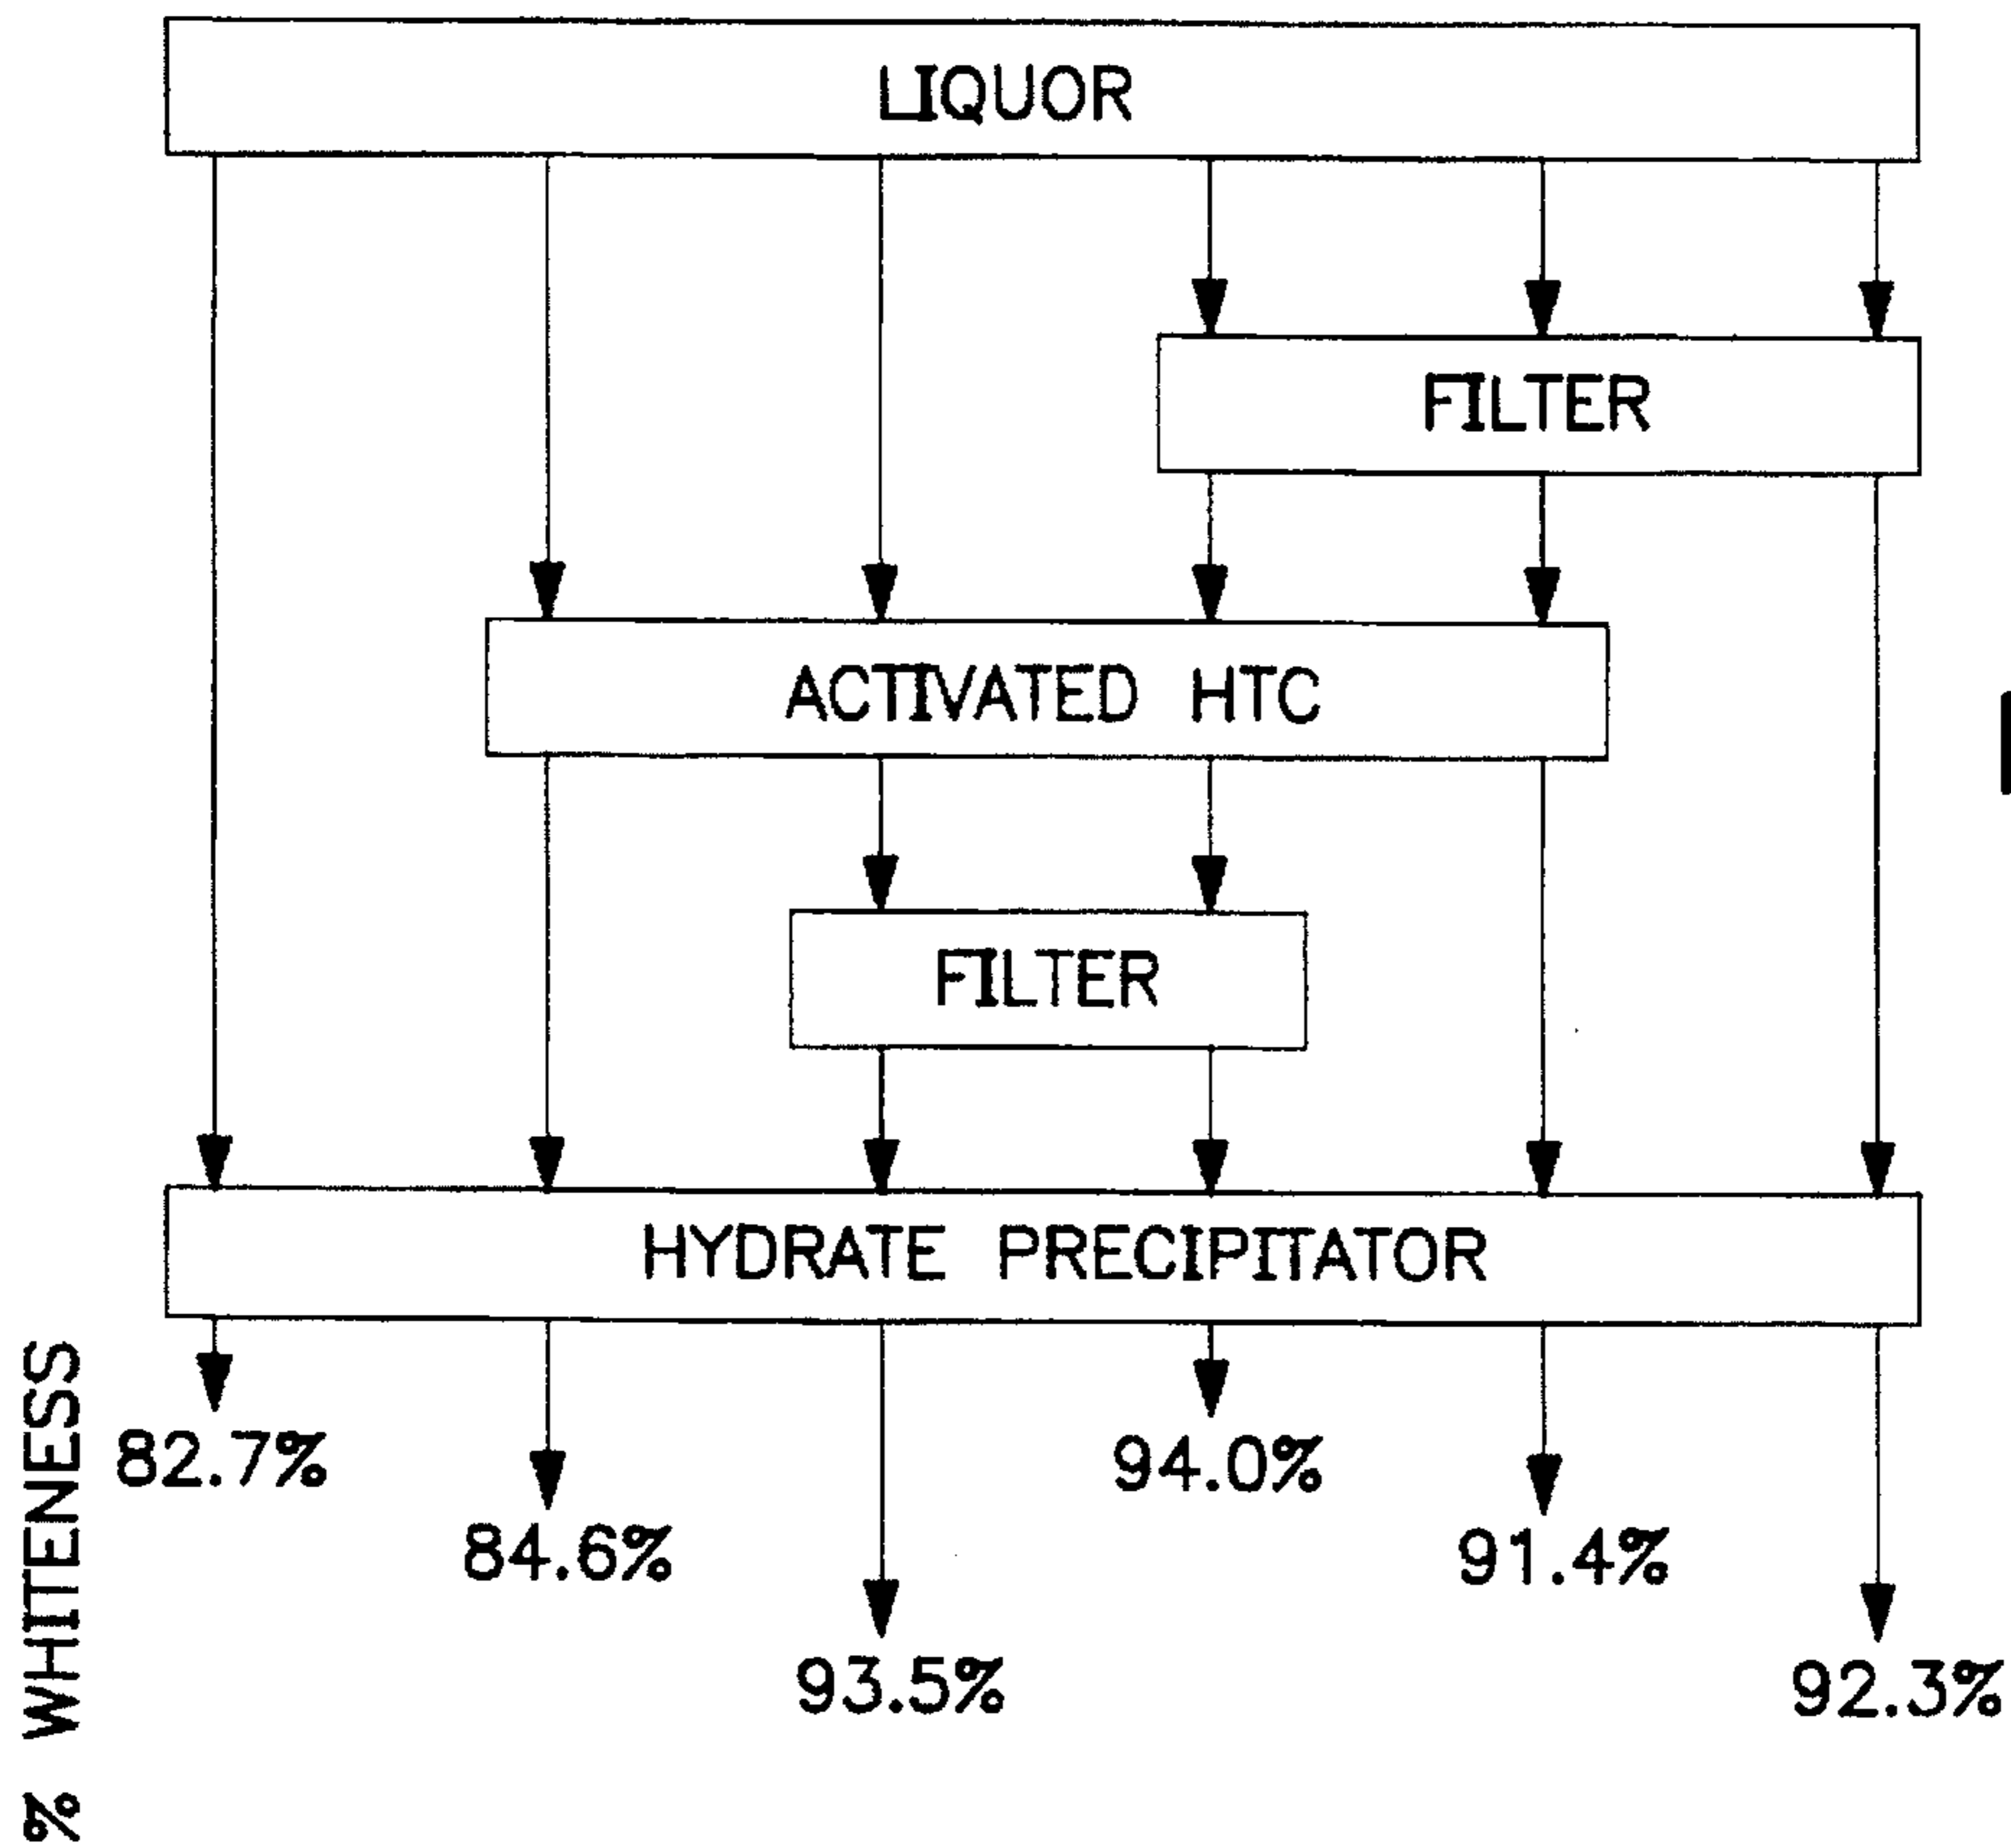 LIQUOR
FILTER
ACTIVATED HTC
FILTER
HYDRATE PRECIPITATOR
% WHITENESS
82.7%
84.6%
93.5%
94.0%
91.4%
92.3%